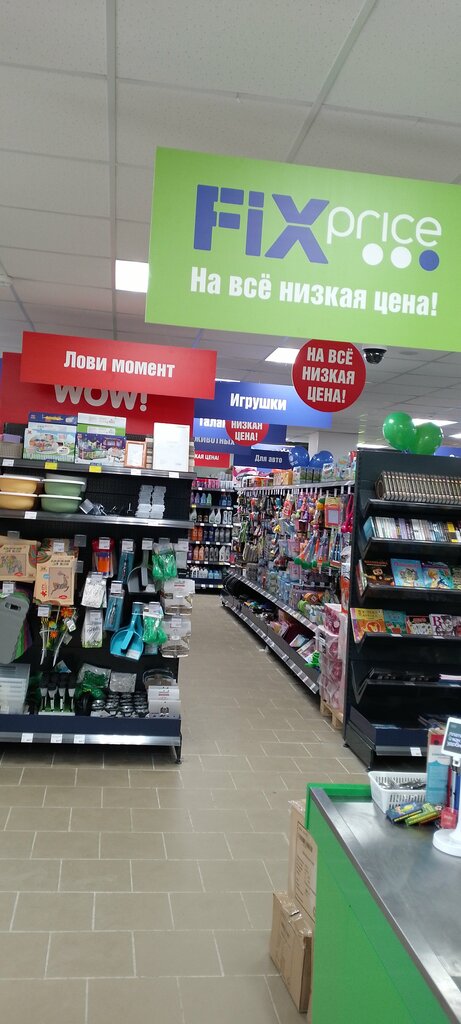 FiX price
На всё низкая цена!
Лови момент
WOW!
НА ВСЁ
НИЗКАЯ
ЦЕНА!
Игрушки
НИЗКАЯ
ЦЕНА!
Для авто